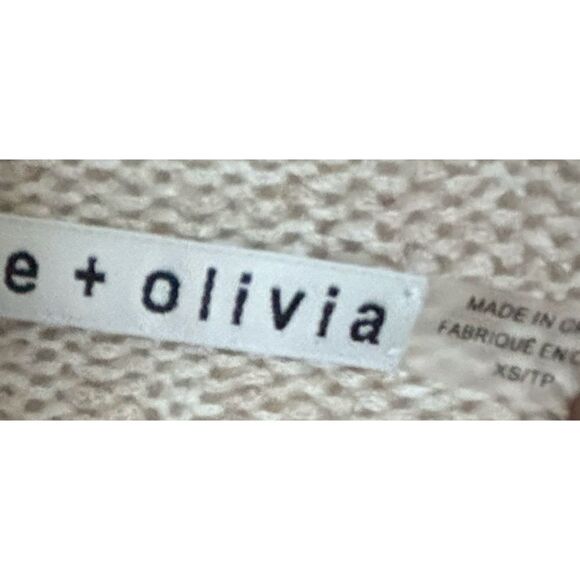 e + olivia
MADE IN
FABRIQUÉ EN
XS/TP